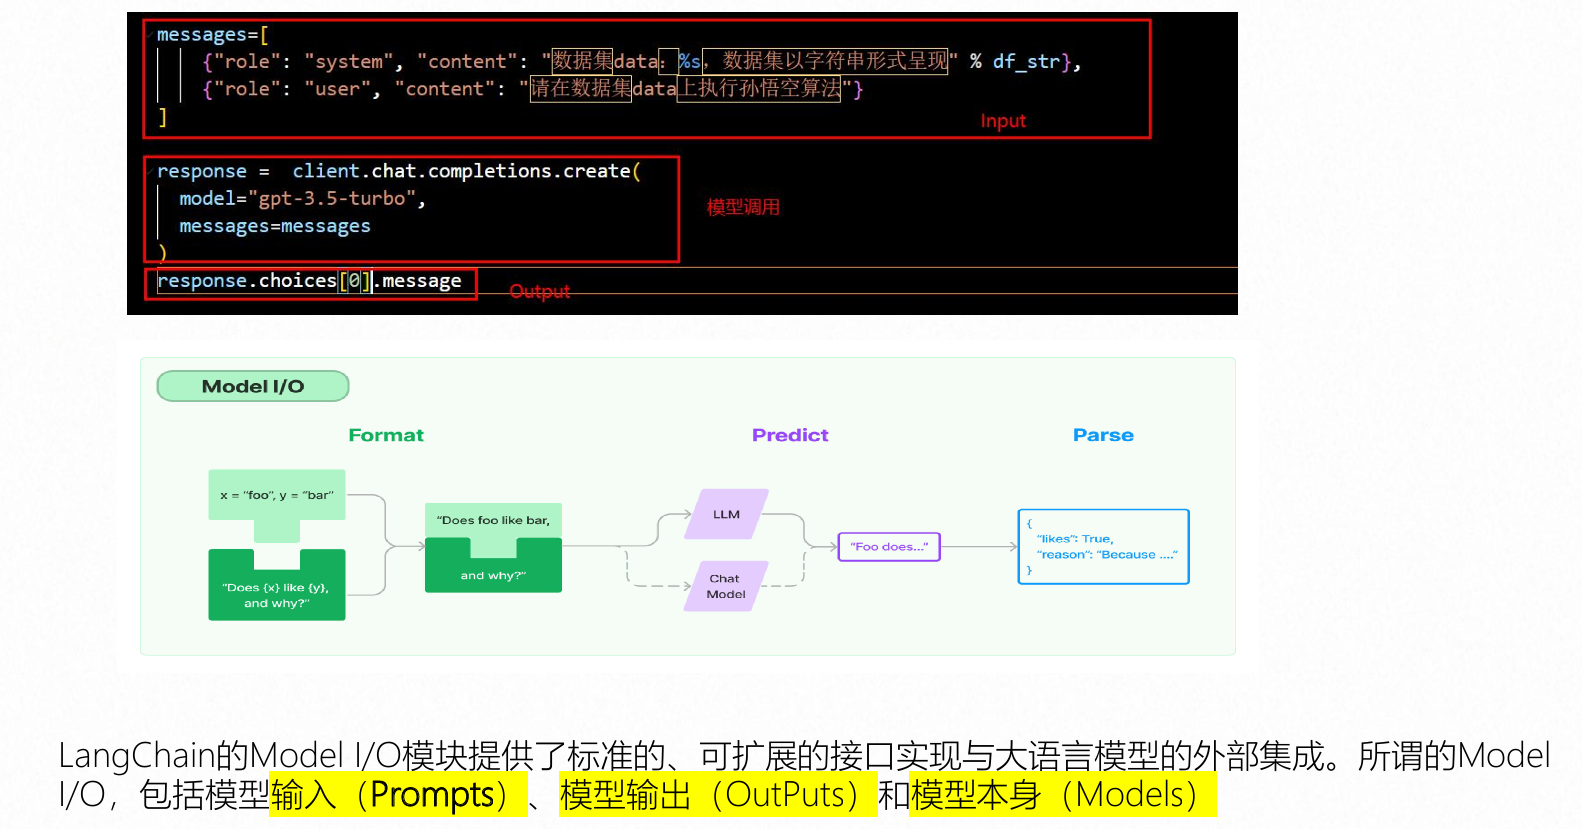 messages=[
{"role": "system", "content": "数据集data：%s，数据集以字符串形式呈现" % df_str},
{"role": "user", "content": "请在数据集data上执行孙悟空算法"}
]
Input
response =  client.chat.completions.create(
model="gpt-3.5-turbo",
messages=messages
)
模型调用
response.choices[0].message
Output
Model I/O
Format
Predict
Parse
x = “foo”, y = “bar”
“Does {x} like {y},
and why?”
“Does foo like bar,
and why?”
LLM
Chat
Model
“Foo does...”
{
“likes”: True,
“reason”: “Because ....”
}
LangChain的Model I/O模块提供了标准的、可扩展的接口实现与大语言模型的外部集成。所谓的Model
I/O，包括模型输入（Prompts）、模型输出（OutPuts）和模型本身（Models）